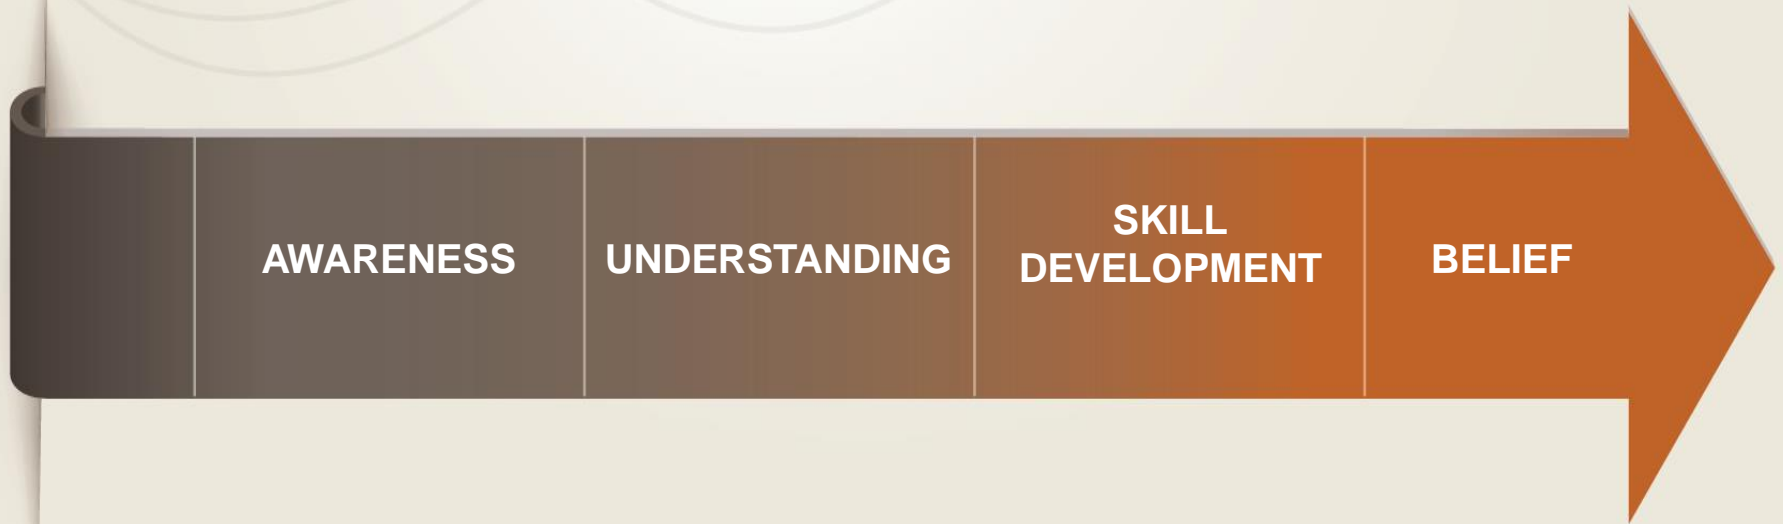 AWARENESS
UNDERSTANDING
SKILL
DEVELOPMENT
BELIEF